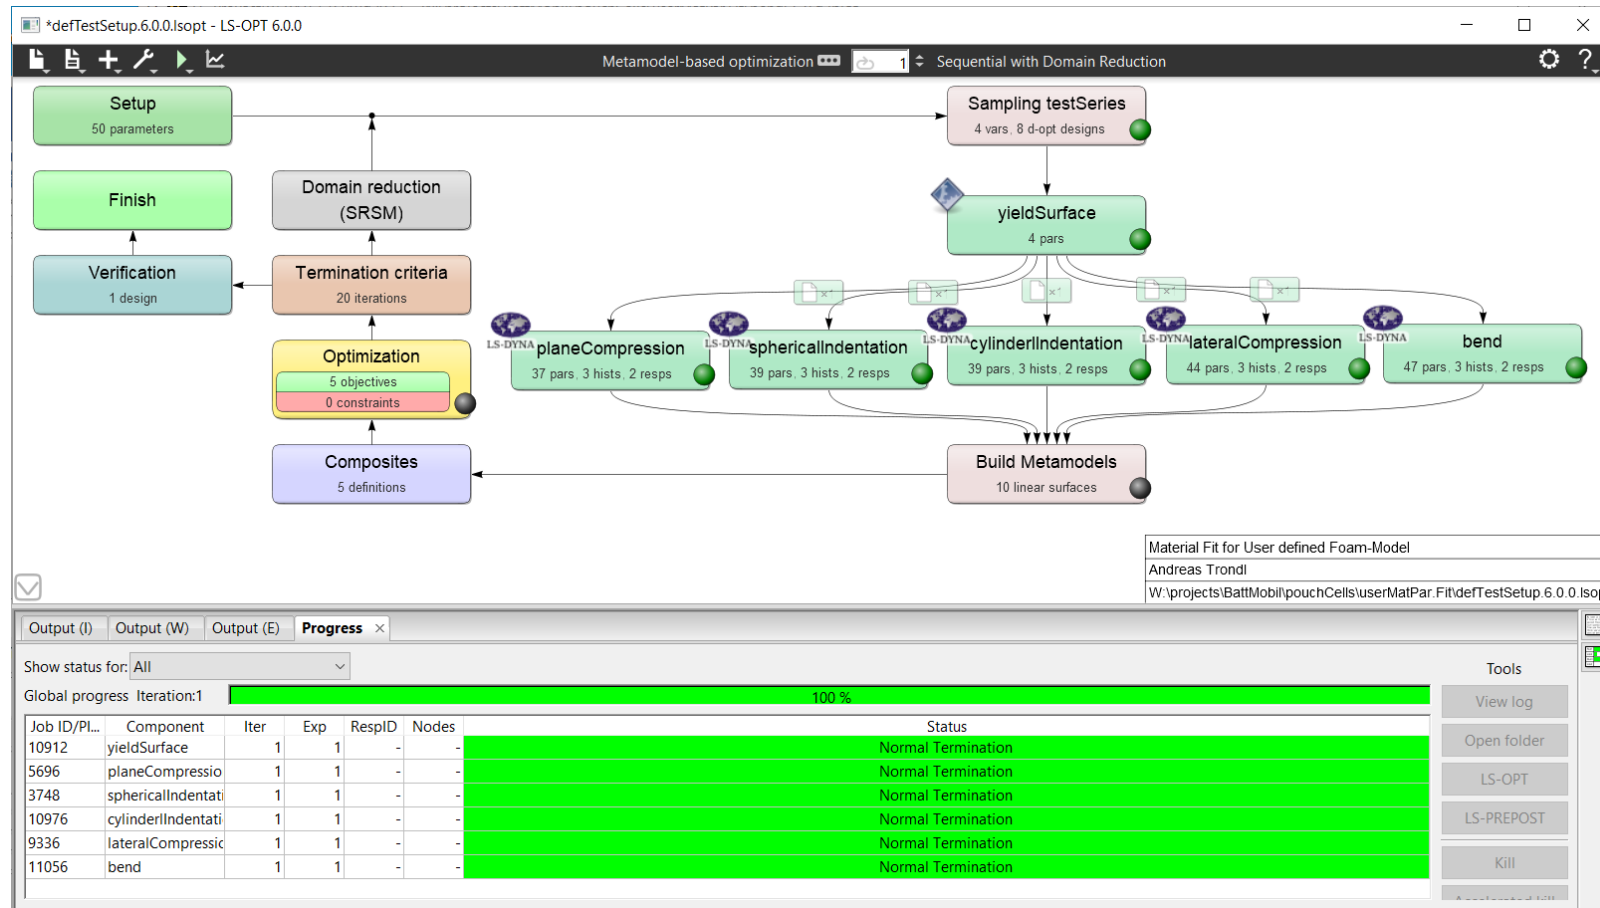 *defTestSetup.6.0.0.lsopt - LS-OPT 6.0.0
Metamodel-based optimization
1
Sequential with Domain Reduction
?
Setup
50 parameters
Sampling testSeries
4 vars, 8 d-opt designs
Finish
Domain reduction
(SRSM)
yieldSurface
4 pars
Verification
1 design
Termination criteria
20 iterations
LS-DYNA
planeCompression
37 pars, 3 hists, 2 resps
LS-DYNA
sphericalIndentation
39 pars, 3 hists, 2 resps
LS-DYNA
cylinderIIndentation
39 pars, 3 hists, 2 resps
LS-DYNA
lateralCompression
44 pars, 3 hists, 2 resps
LS-DYNA
bend
47 pars, 3 hists, 2 resps
Optimization
5 objectives
0 constraints
Composites
5 definitions
Build Metamodels
10 linear surfaces
Material Fit for User defined Foam-Model
Andreas Trondl
W:\projects\BattMobil\pouchCells\userMatPar.Fit\defTestSetup.6.0.0.lsop
Output (I) Output (W) Output (E) Progress ×
Show status for: All
Tools
Global progress Iteration:1 100 %
View log
Open folder
LS-OPT
LS-PREPOST
Kill
Accelerated kill
Job ID/PI... Component Iter Exp RespID Nodes Status
10912 yieldSurface 1 1 - - Normal Termination
5696 planeCompressio 1 1 - - Normal Termination
3748 sphericalIndentati 1 1 - - Normal Termination
10976 cylinderIIndentati 1 1 - - Normal Termination
9336 lateralCompressic 1 1 - - Normal Termination
11056 bend 1 1 - - Normal Termination